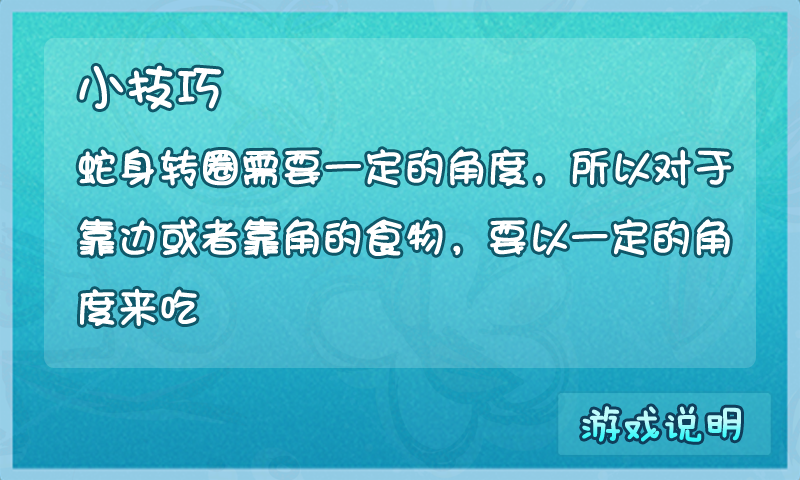 小技巧
蛇身转圈需要一定的角度，所以对于
靠边或者靠角的食物，要以一定的角
度来吃
游戏说明